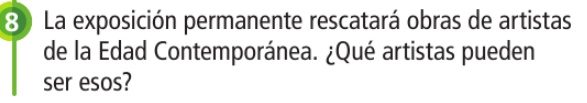 8 La exposición permanente rescatará obras de artistas
de la Edad Contemporánea. ¿Qué artistas pueden
ser esos?